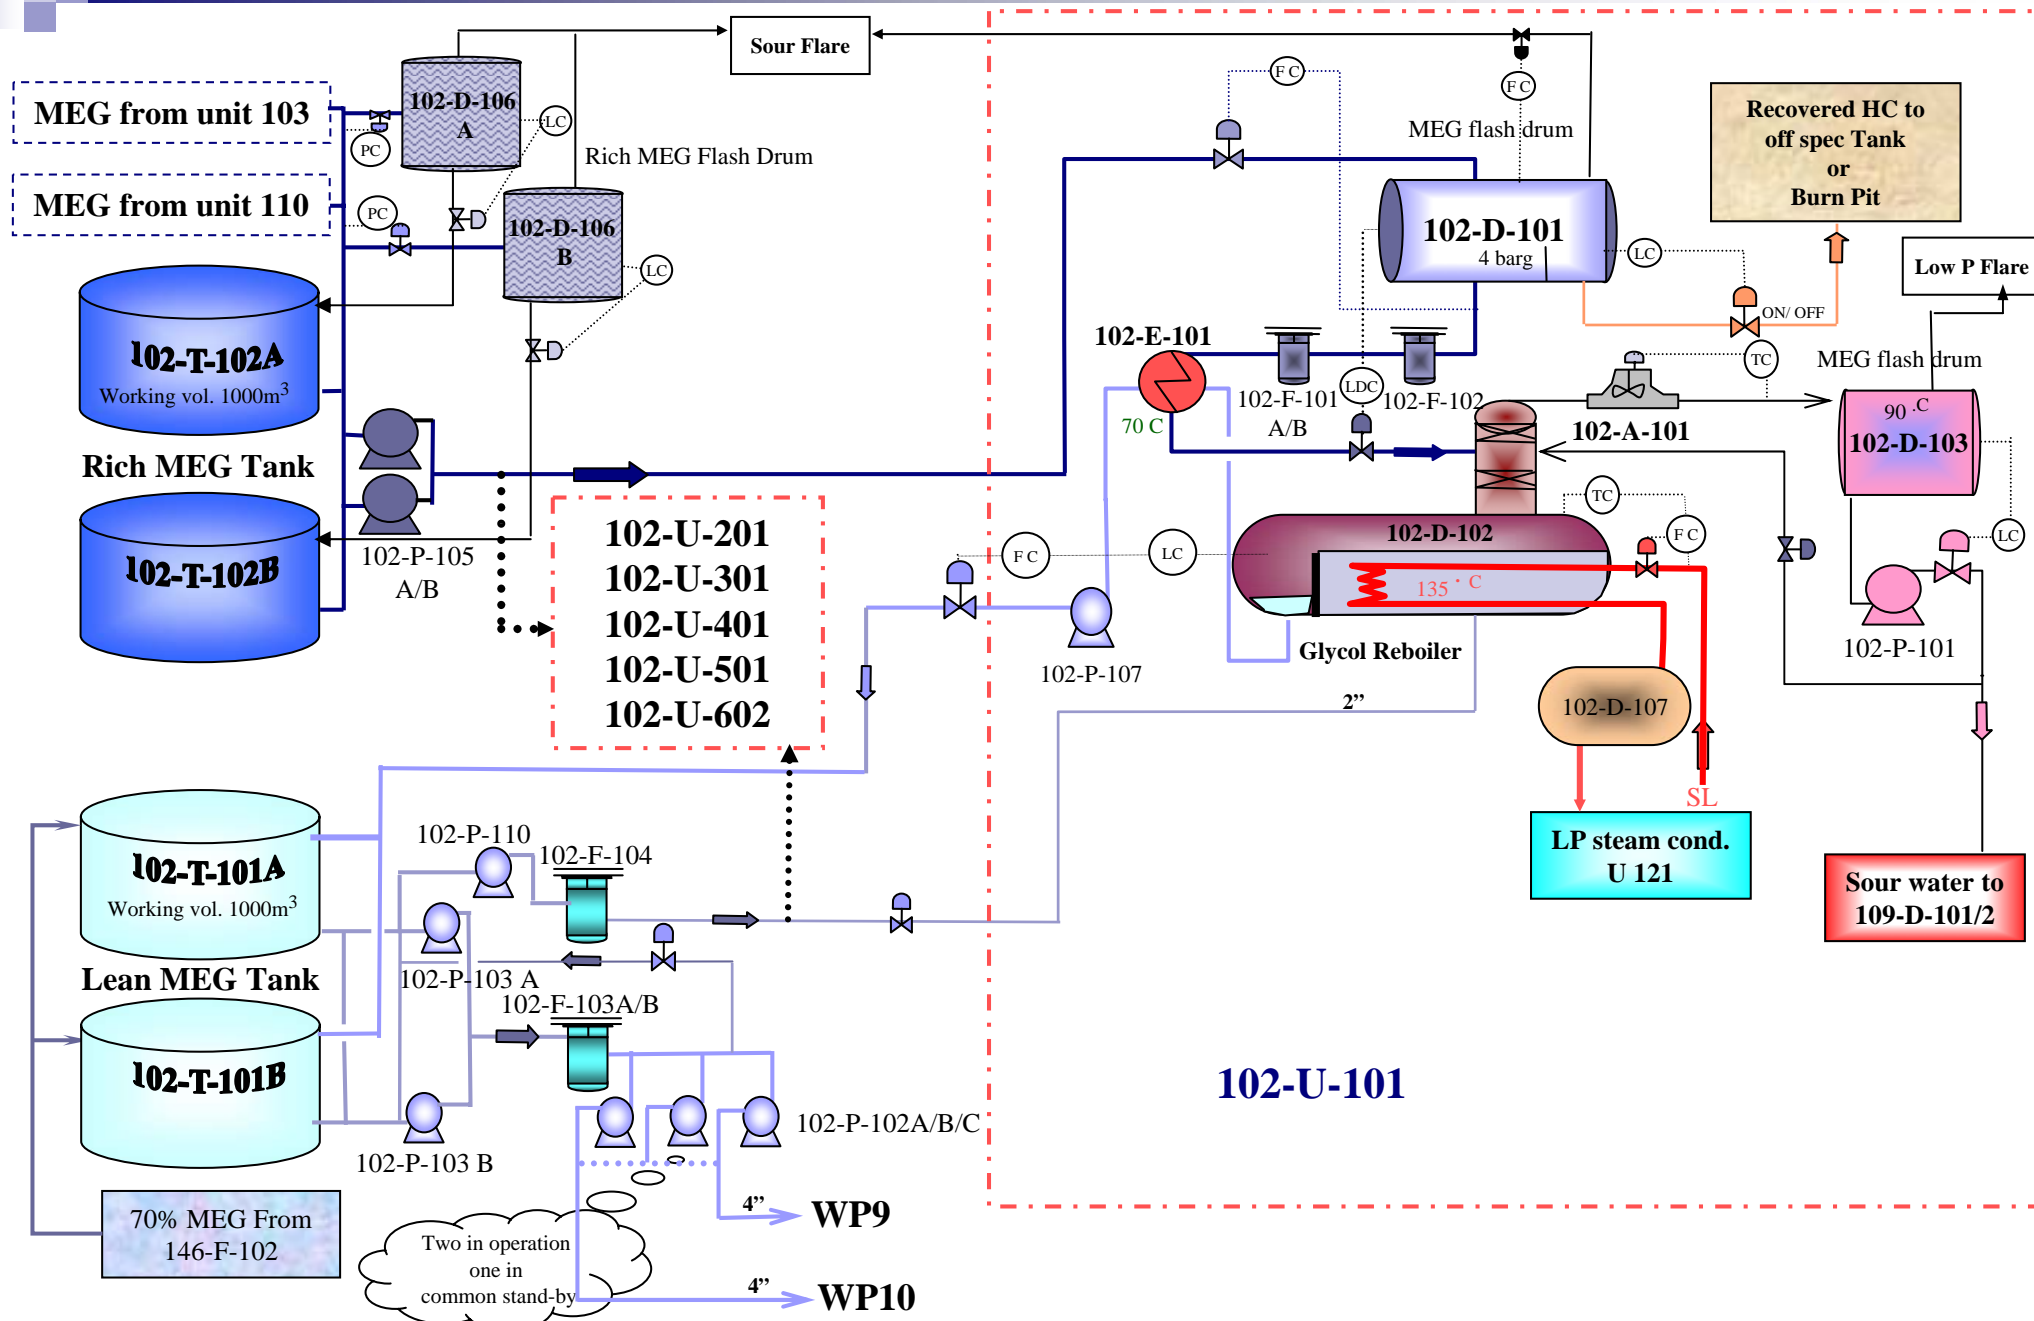 Sour Flare
MEG from unit 103
102-D-106
A
LC
PC
Rich MEG Flash Drum
MEG from unit 110
PC
102-D-106
B
LC
102-T-102A
Working vol. 1000m3
Rich MEG Tank
102-T-102B
102-P-105
A/B
102-U-201
102-U-301
102-U-401
102-U-501
102-U-602
F C
F C
MEG flash drum
102-D-101
4 barg
LC
ON/ OFF
Recovered HC to
off spec Tank
or
Burn Pit
Low P Flare
102-E-101
70 C
102-F-101
A/B
LDC
102-F-102
TC
MEG flash drum
90 .C
102-D-103
102-A-101
LC
TC
F C
102-D-102
135 ° C
F C
LC
102-P-107
Glycol Reboiler
102-P-101
2”
102-D-107
SL
LP steam cond.
U 121
Sour water to
109-D-101/2
102-T-101A
Working vol. 1000m3
Lean MEG Tank
102-T-101B
102-P-110
102-F-104
102-P-103 A
102-F-103A/B
102-P-103 B
102-P-102A/B/C
102-U-101
70% MEG From
146-F-102
Two in operation
one in
common stand-by
4”
WP9
4”
WP10